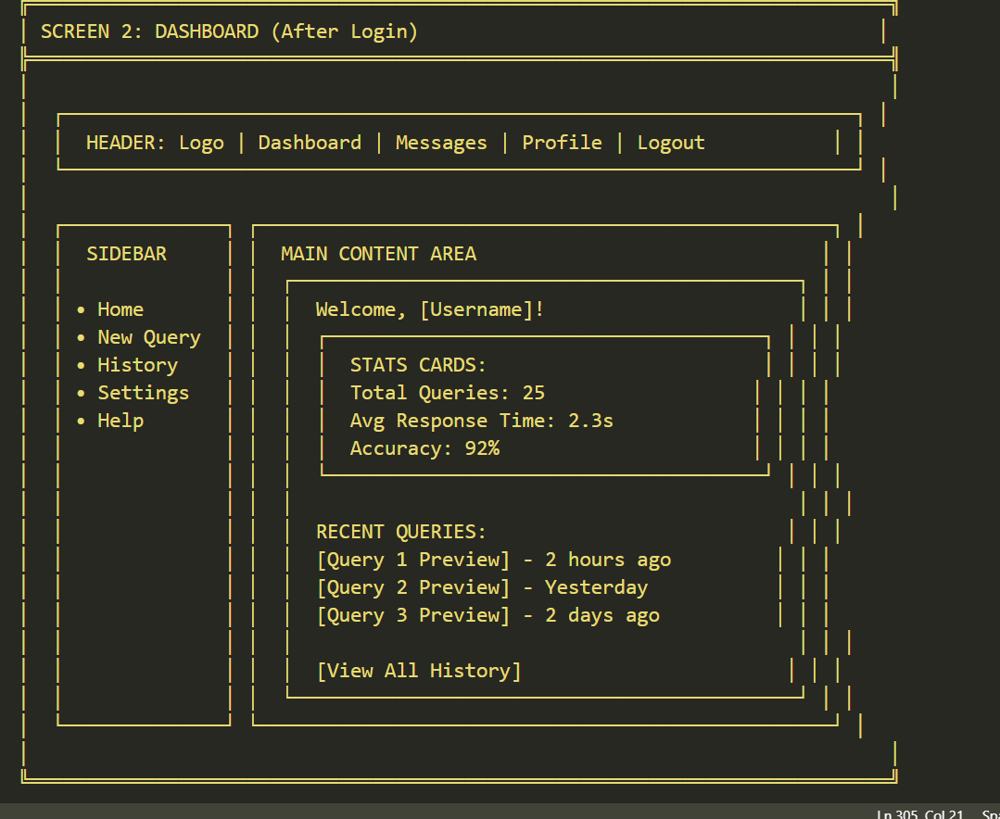 SCREEN 2: DASHBOARD (After Login)
HEADER: Logo | Dashboard | Messages | Profile | Logout
SIDEBAR
• Home
• New Query
• History
• Settings
• Help
MAIN CONTENT AREA
Welcome, [Username]!
STATS CARDS:
Total Queries: 25
Avg Response Time: 2.3s
Accuracy: 92%
RECENT QUERIES:
[Query 1 Preview] - 2 hours ago
[Query 2 Preview] - Yesterday
[Query 3 Preview] - 2 days ago
[View All History]
Ln 305, Col 21